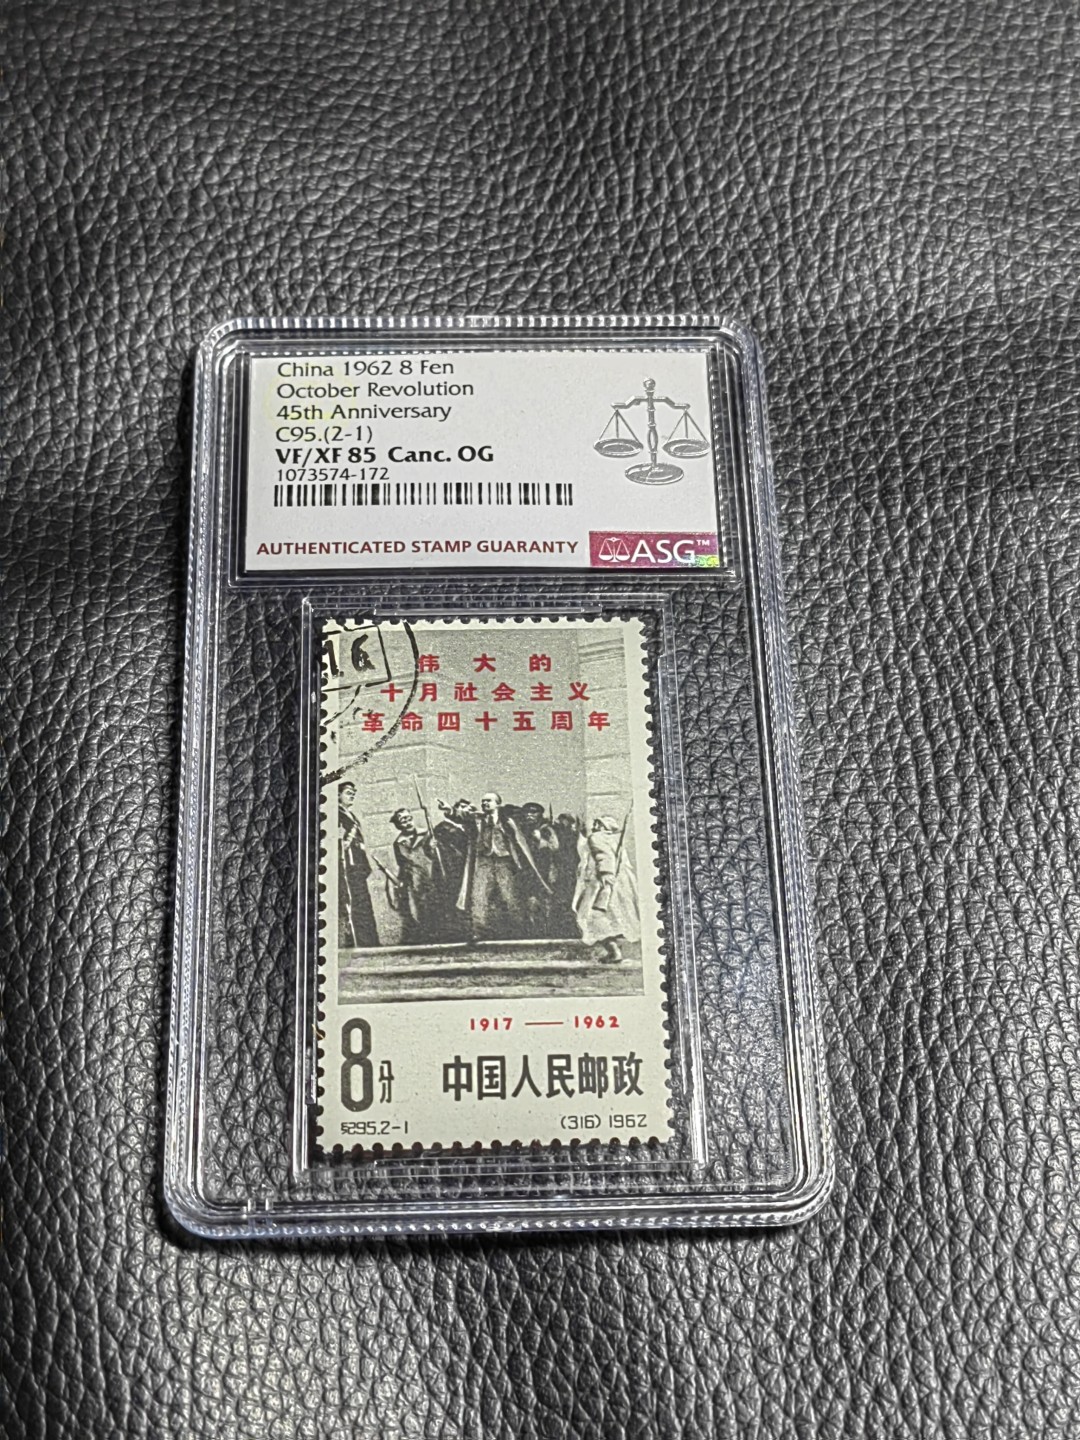 China 1962 8 Fen
October Revolution
45th Anniversary
C95.(2-1)
VF/XF 85 Canc. OG
1073574-172
AUTHENTICATED STAMP GUARANTY
ASG™
16
伟大的
十月社会主义
革命四十五周年
1917 — 1962
8分
中国人民邮政
纪95.2-1
(316) 1962